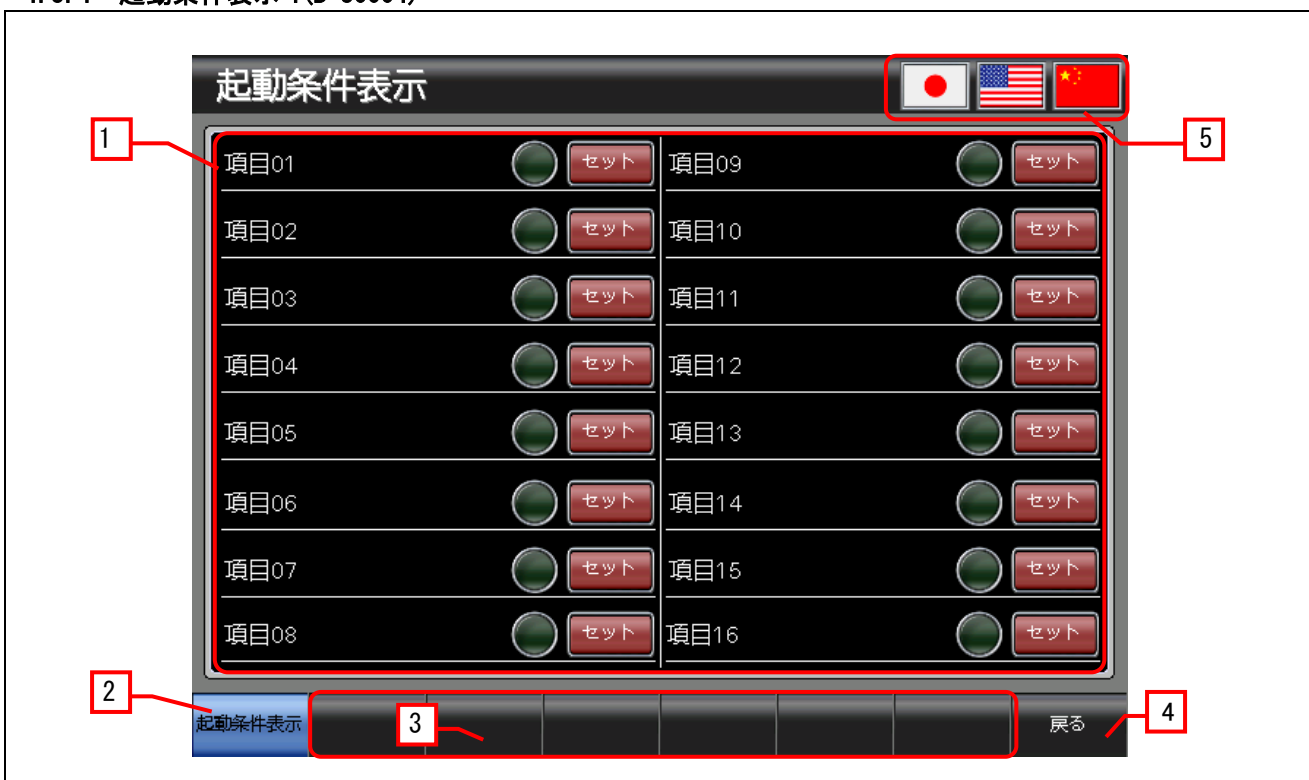 起動条件表示
1
5
項目01 セット 項目09 セット
項目02 セット 項目10 セット
項目03 セット 項目11 セット
項目04 セット 項目12 セット
項目05 セット 項目13 セット
項目06 セット 項目14 セット
項目07 セット 項目15 セット
項目08 セット 項目16 セット
2
起動条件表示 3 戻る 4